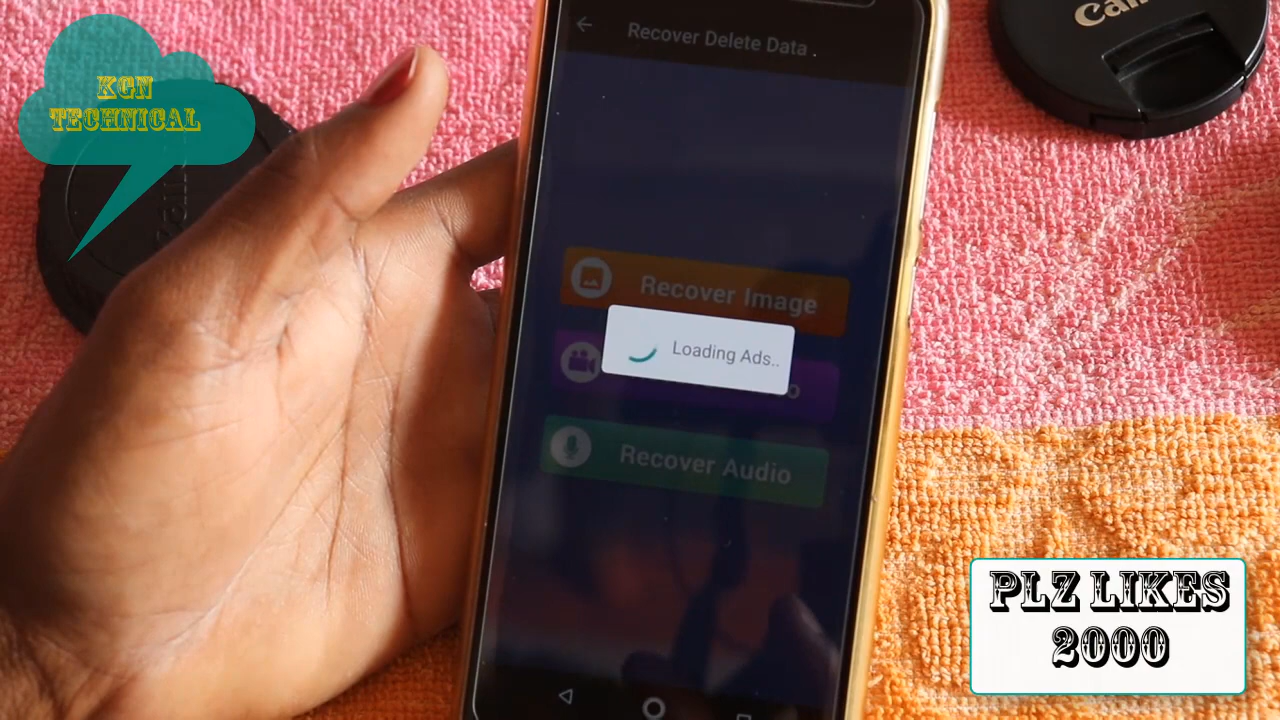 KGN
TECHNICAL
Recover Delete Data
Recover Image
Loading Ads..
Recover Audio
PLZ LIKES
2000